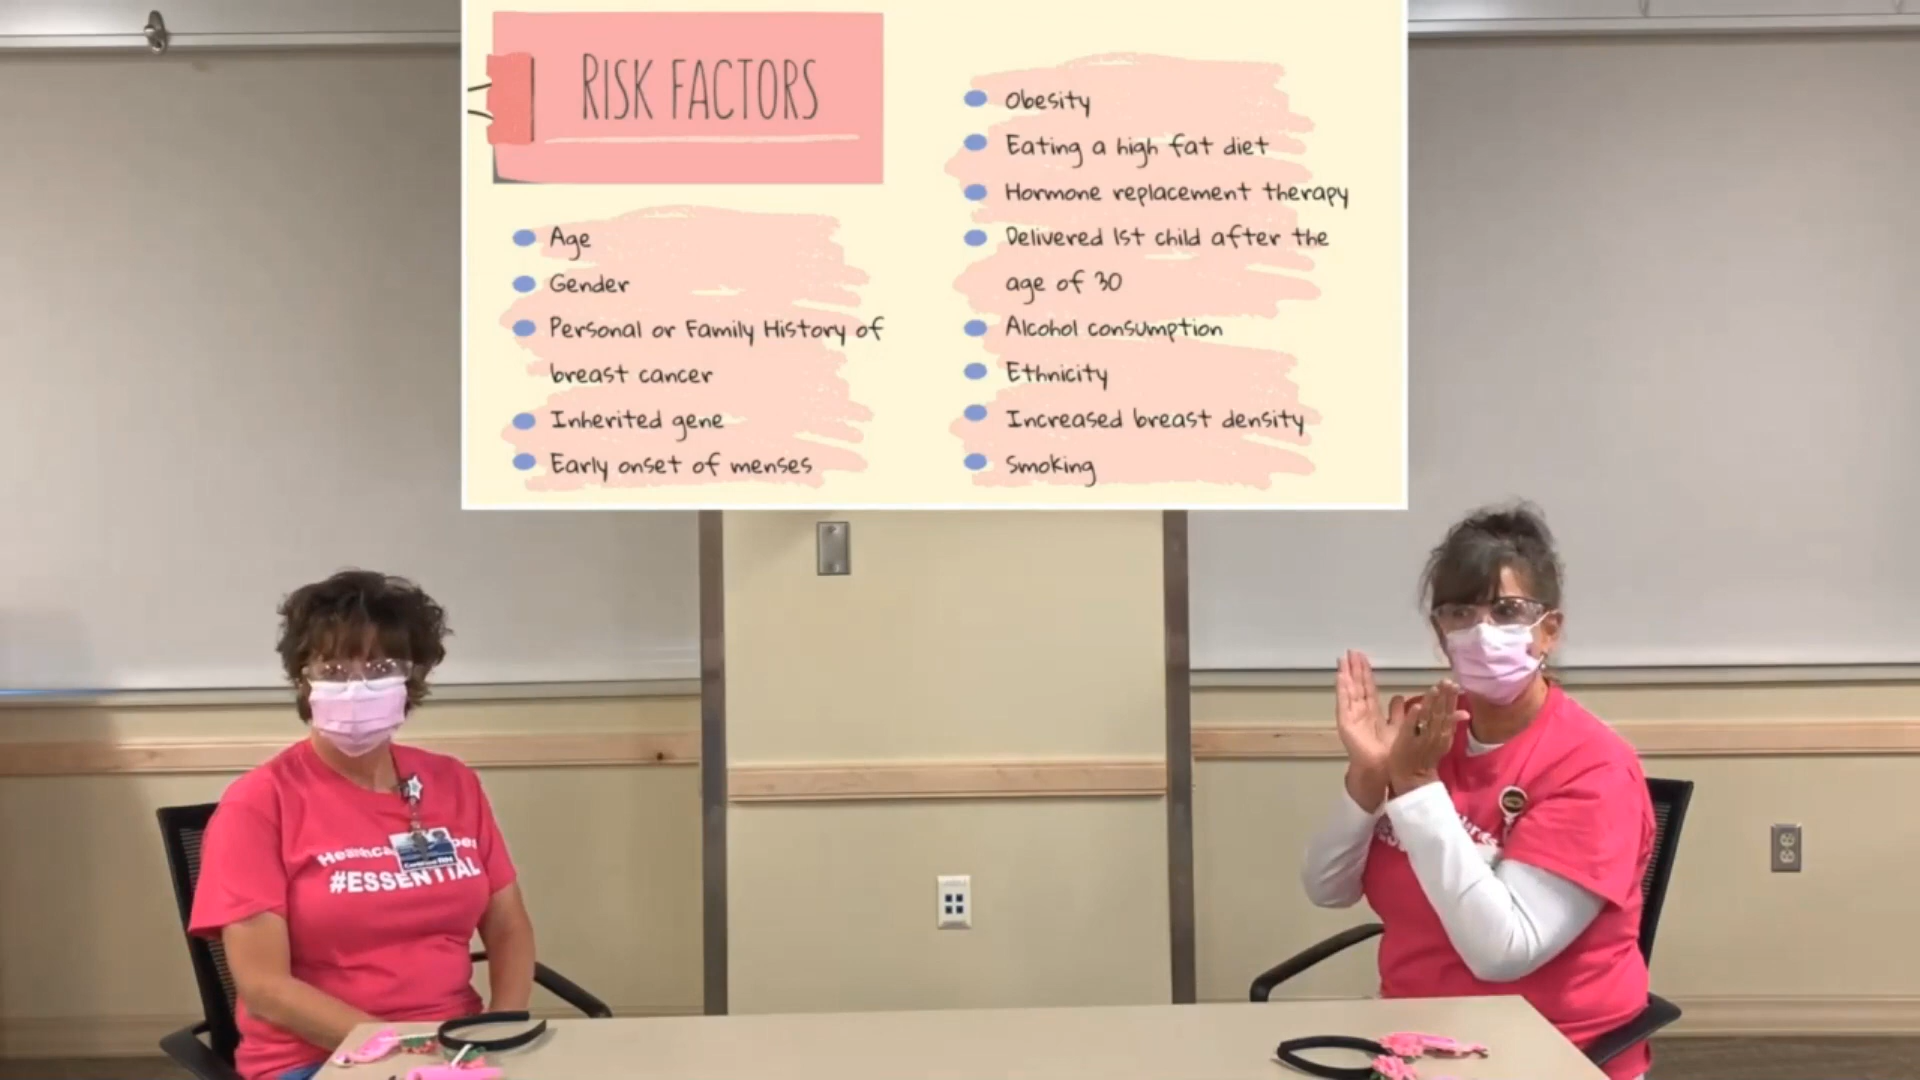 RISK FACTORS
Age
Gender
Personal or Family History of
breast cancer
Inherited gene
Early onset of menses
Obesity
Eating a high fat diet
Hormone replacement therapy
Delivered 1st child after the
age of 30
Alcohol consumption
Ethnicity
Increased breast density
Smoking
#ESSENTIAL